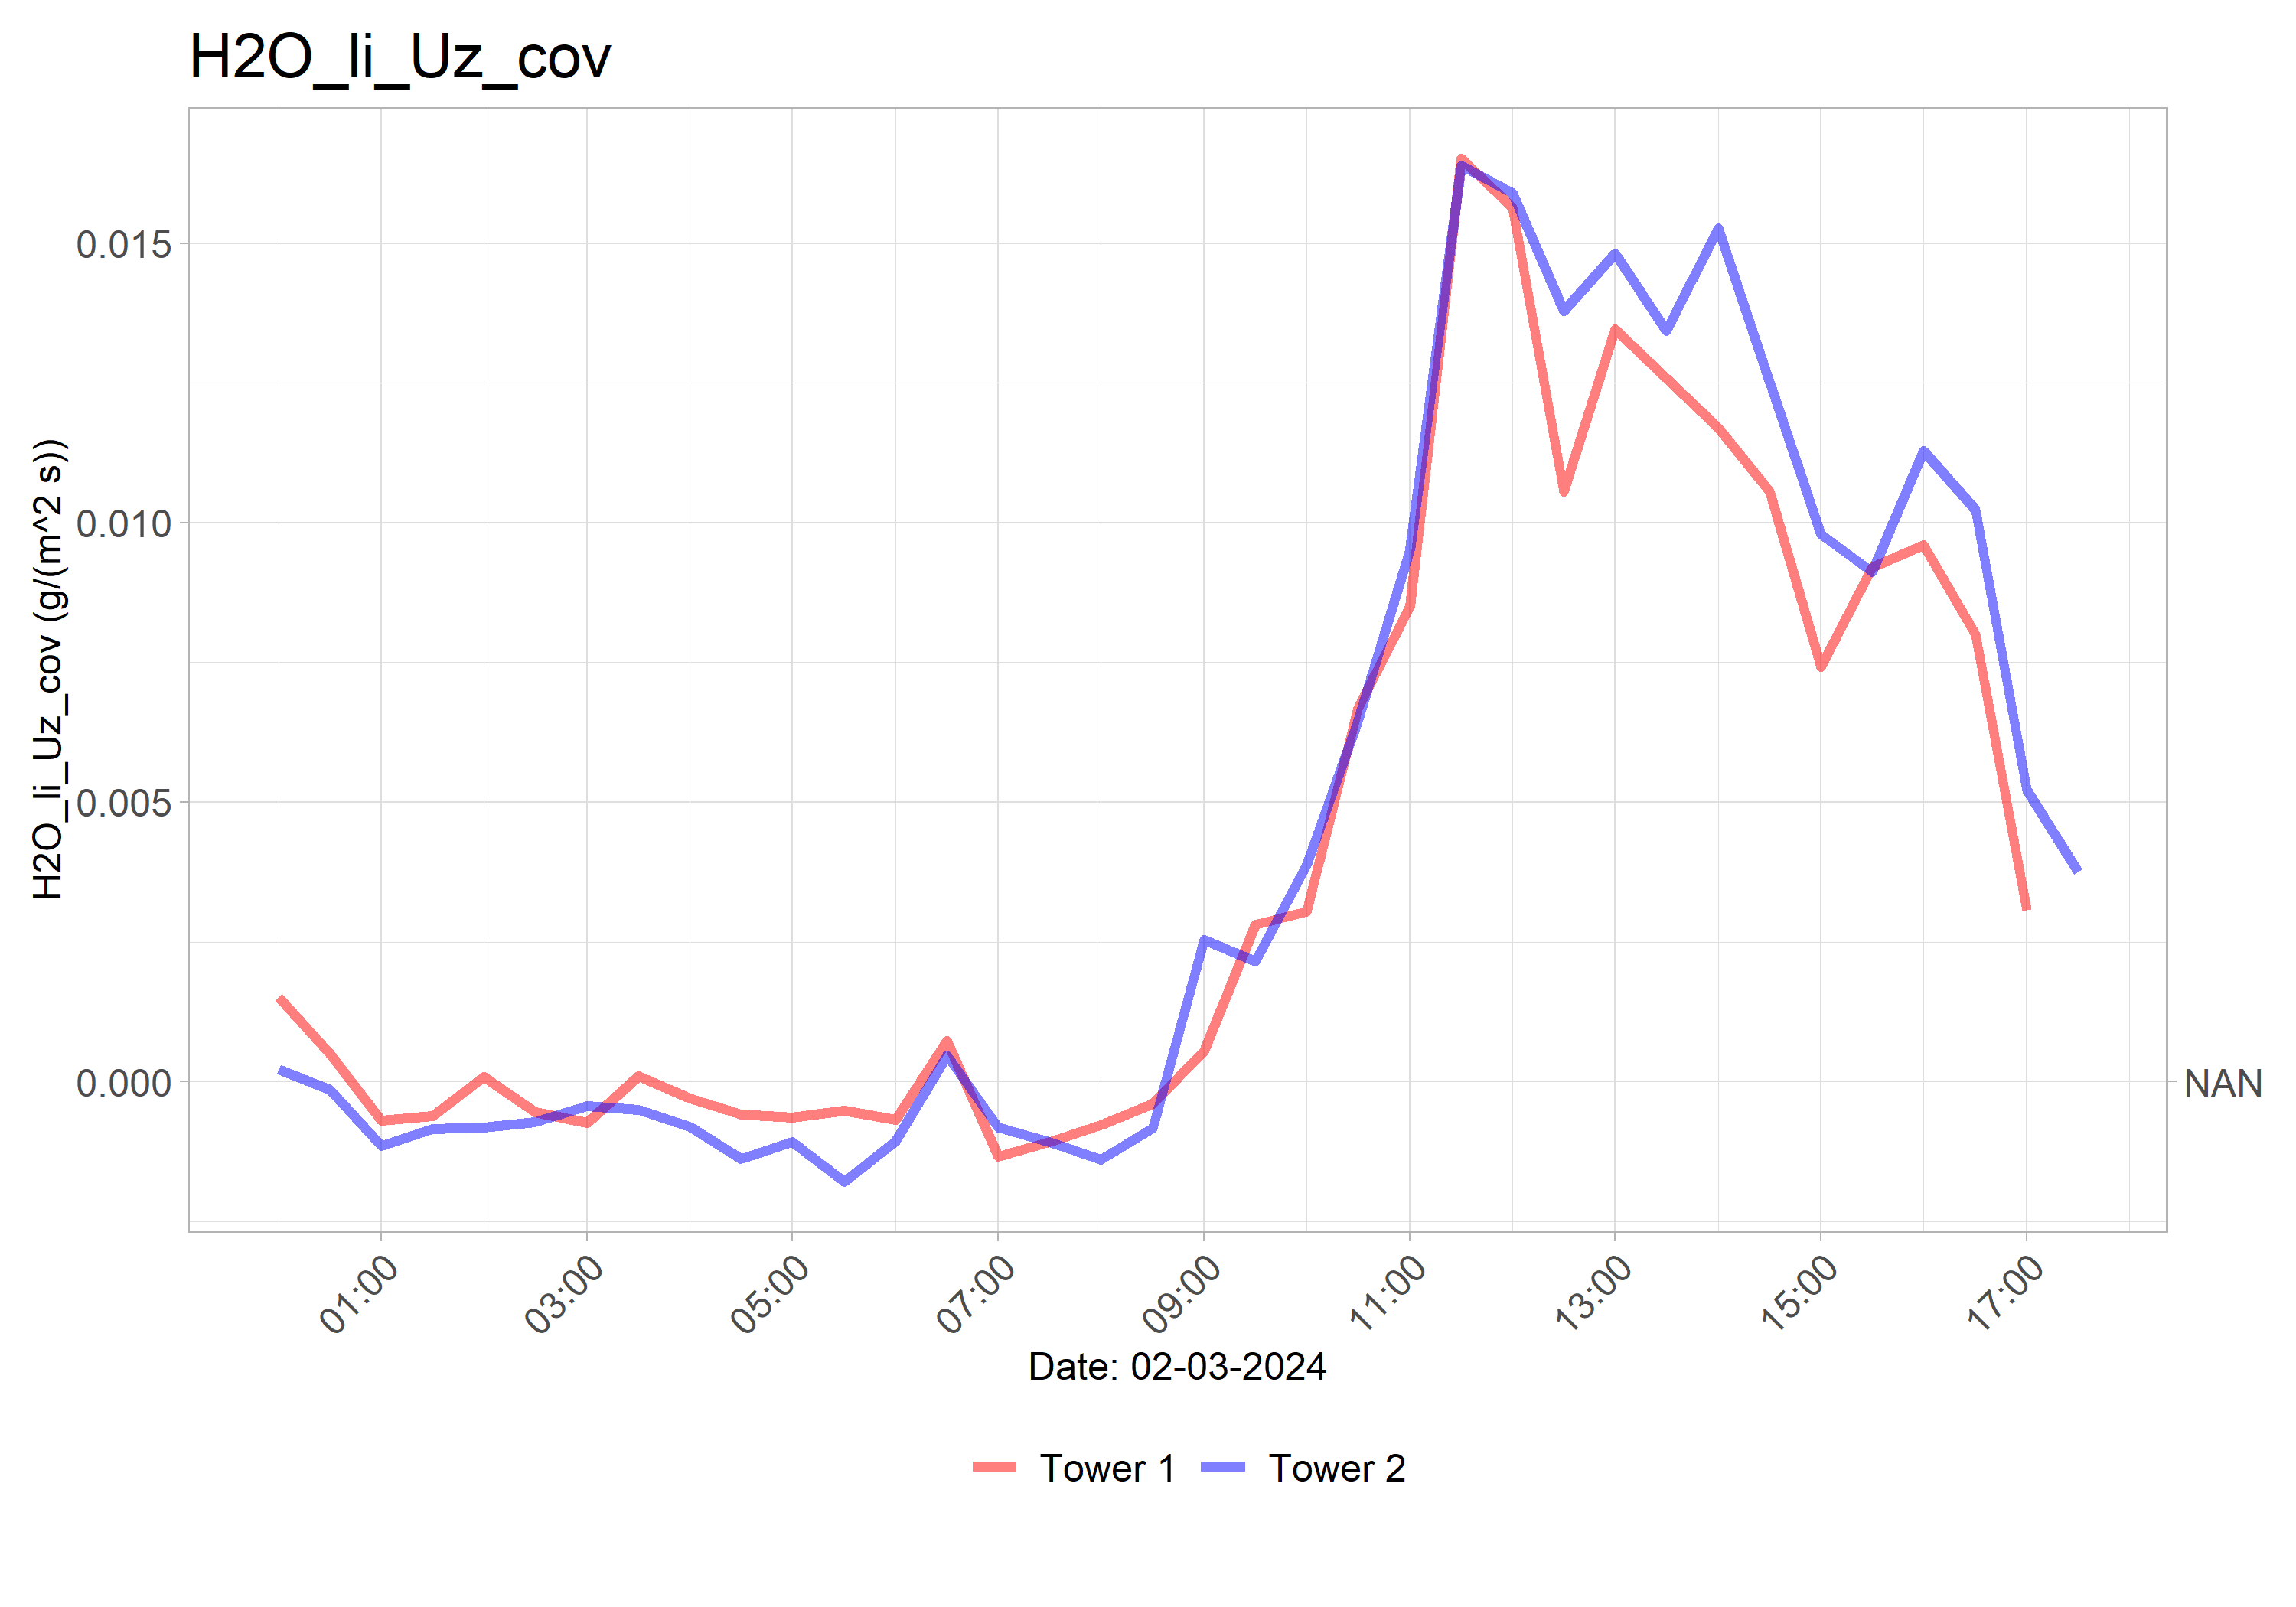 H2O_li_Uz_cov
H2O_li_Uz_cov (g/(m^2 s))
0.015
0.010
0.005
0.000
NAN
01:00
03:00
05:00
07:00
09:00
11:00
13:00
15:00
17:00
Date: 02-03-2024
Tower 1
Tower 2